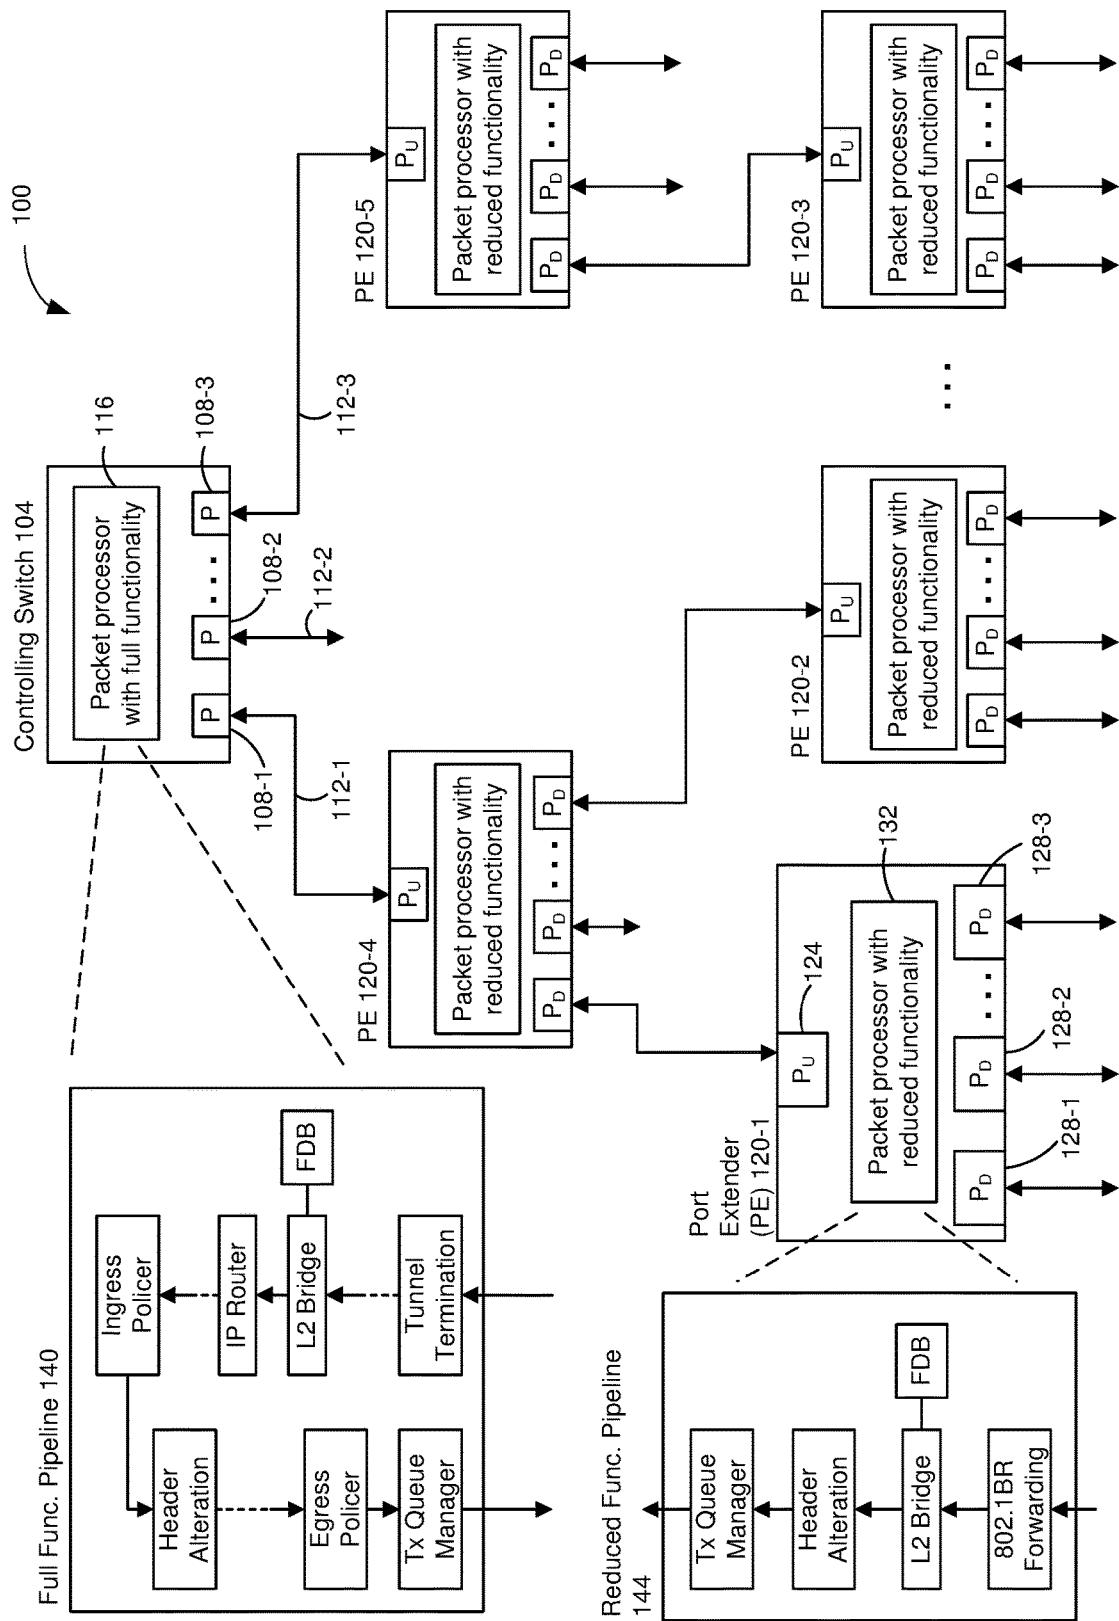 100
Controlling Switch 104
Packet processor
with full functionality
116
P
P
• • •
P
108-1
108-2
108-3
112-1
112-2
112-3
Full Func. Pipeline 140
Header
Alteration
Egress
Policer
Tx Queue
Manager
Ingress
Policer
IP Router
L2 Bridge
FDB
Tunnel
Termination
PE 120-4
PU
Packet processor with
reduced functionality
PD
PD
• • •
PD
PE 120-5
PU
Packet processor with
reduced functionality
PD
PD
• • •
PD
Reduced Func. Pipeline
144
Tx Queue
Manager
Header
Alteration
L2 Bridge
FDB
802.1BR
Forwarding
Port
Extender
(PE) 120-1
PU
124
Packet processor with
reduced functionality
132
PD
PD
• • •
PD
128-1
128-2
128-3
PE 120-2
PU
Packet processor with
reduced functionality
PD
PD
• • •
PD
• • •
PE 120-3
PU
Packet processor with
reduced functionality
PD
PD
• • •
PD